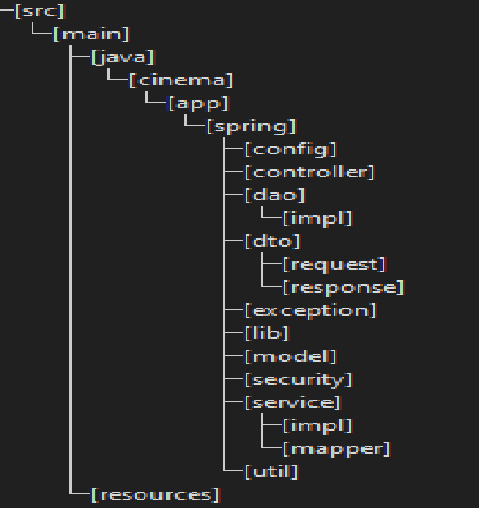 [src]
[main]
[java]
[cinema]
[app]
[spring]
[config]
[controller]
[dao]
[impl]
[dto]
[request]
[response]
[exception]
[lib]
[model]
[security]
[service]
[impl]
[mapper]
[util]
[resources]